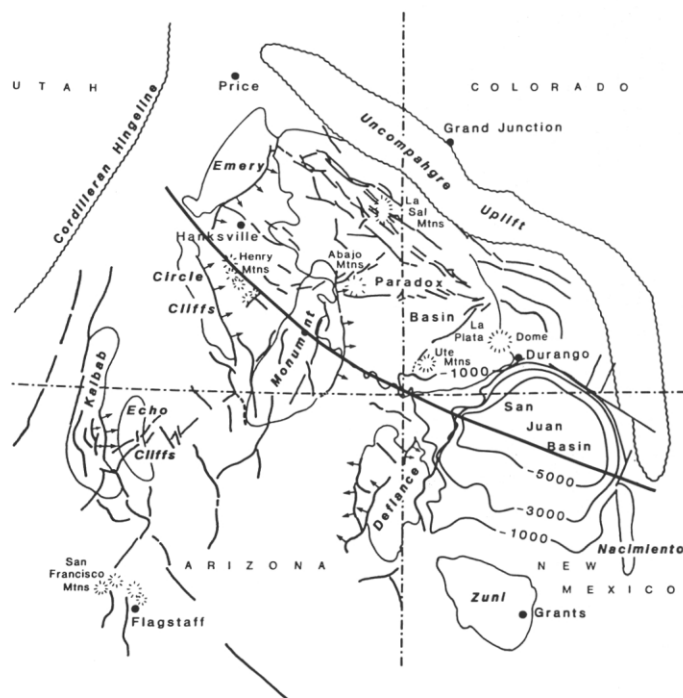 UTAH
COLORADO
Price
Cordilleran Hingeline
Uncompahgre
Uplift
Grand Junction
Emery
La
Sal
Mtns
Hanksville
Henry
Mtns
Abajo
Mtns
Circle
Cliffs
Paradox
Basin
Monument
La
Plata
Dome
Ute
Mtns
Durango
-1000
Kaibab
Echo
Cliffs
San
Juan
Basin
-5000
-3000
-1000
Defiance
Nacimiento
San
Francisco
Mtns
ARIZONA
NEW
MEXICO
Zuni
Grants
Flagstaff